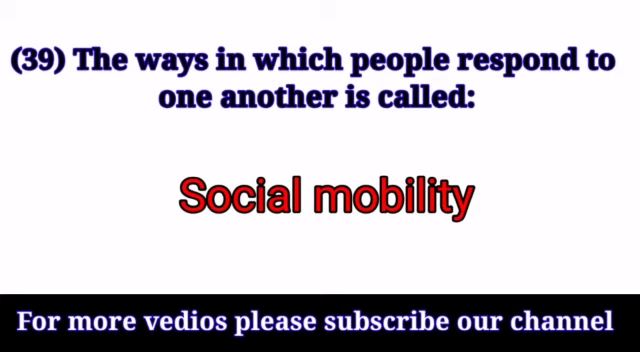 (39) The ways in which people respond to
one another is called:
Social mobility
For more vedios please subscribe our channel